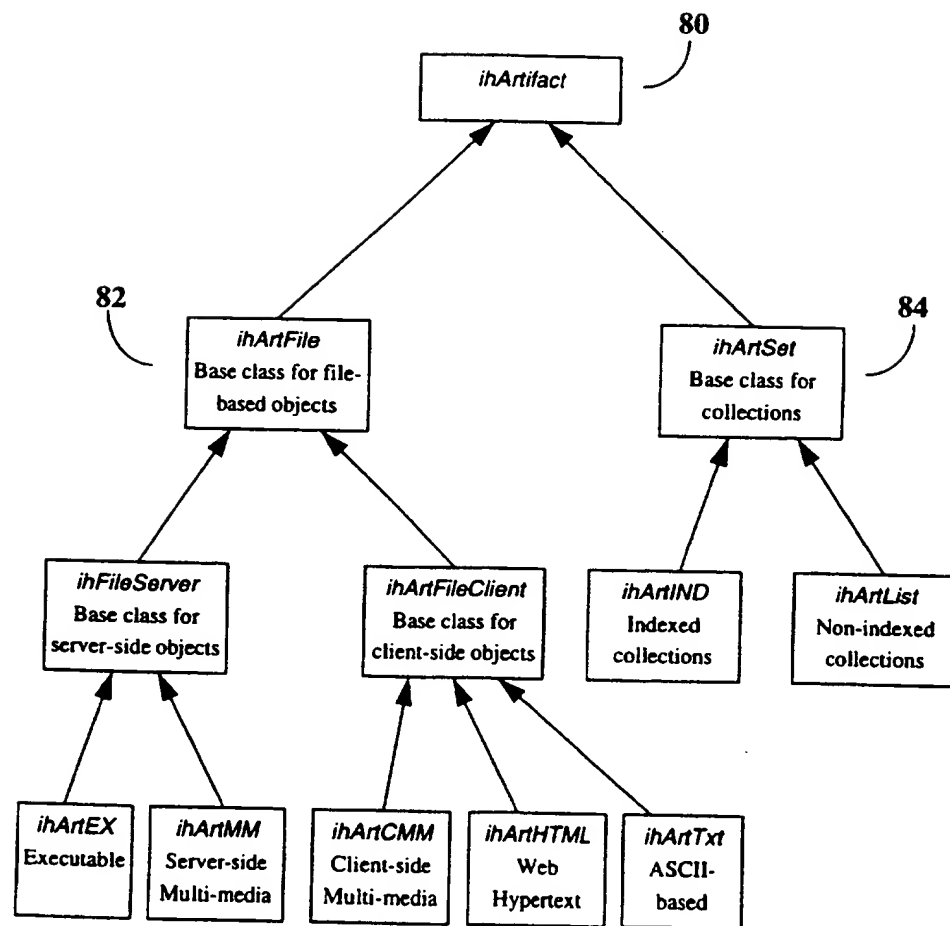 80
ihArtifact
82
84
ihArtFile
Base class for file-
based objects
ihArtSet
Base class for
collections
ihFileServer
Base class for
server-side objects
ihArtFileClient
Base class for
client-side objects
ihArtIND
Indexed
collections
ihArtList
Non-indexed
collections
ihArtEX
Executable
ihArtMM
Server-side
Multi-media
ihArtCMM
Client-side
Multi-media
ihArtHTML
Web
Hypertext
ihArtTxt
ASCII-
based